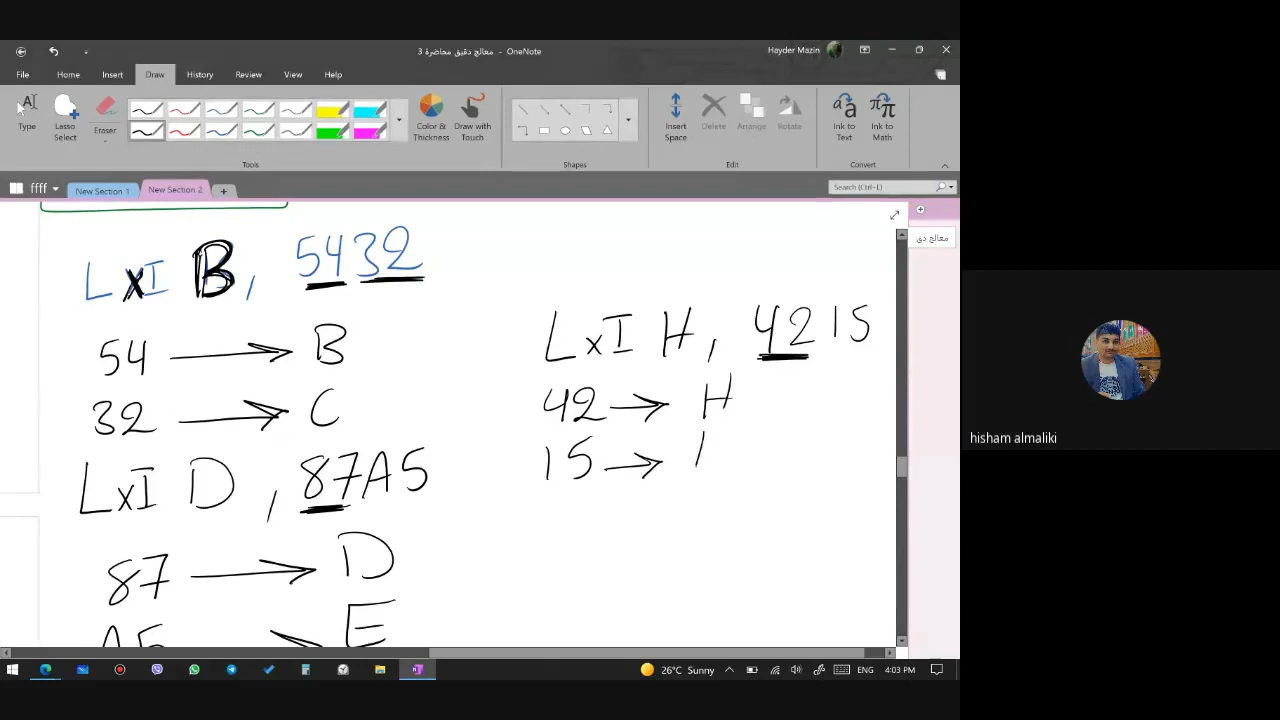 معالج دقيق محاضرة 3 - OneNote
Hayder Mazin
File Home Insert Draw History Review View Help
Type
Lasso Select
Eraser
Color & Thickness
Draw with Touch
Insert Space
Delete
Arrange
Rotate
Ink to Text
Ink to Math
Tools
Shapes
Edit
Convert
ffff
New Section 1
New Section 2
Search (Ctrl+E)
معالج دق
LxI B, 5432
54 → B
32 → C
LxI D, 87A5
87 → D
A5 → E
LxI H, 4215
42 → H
15 →
hisham almaliki
26°C Sunny
ENG
4:03 PM